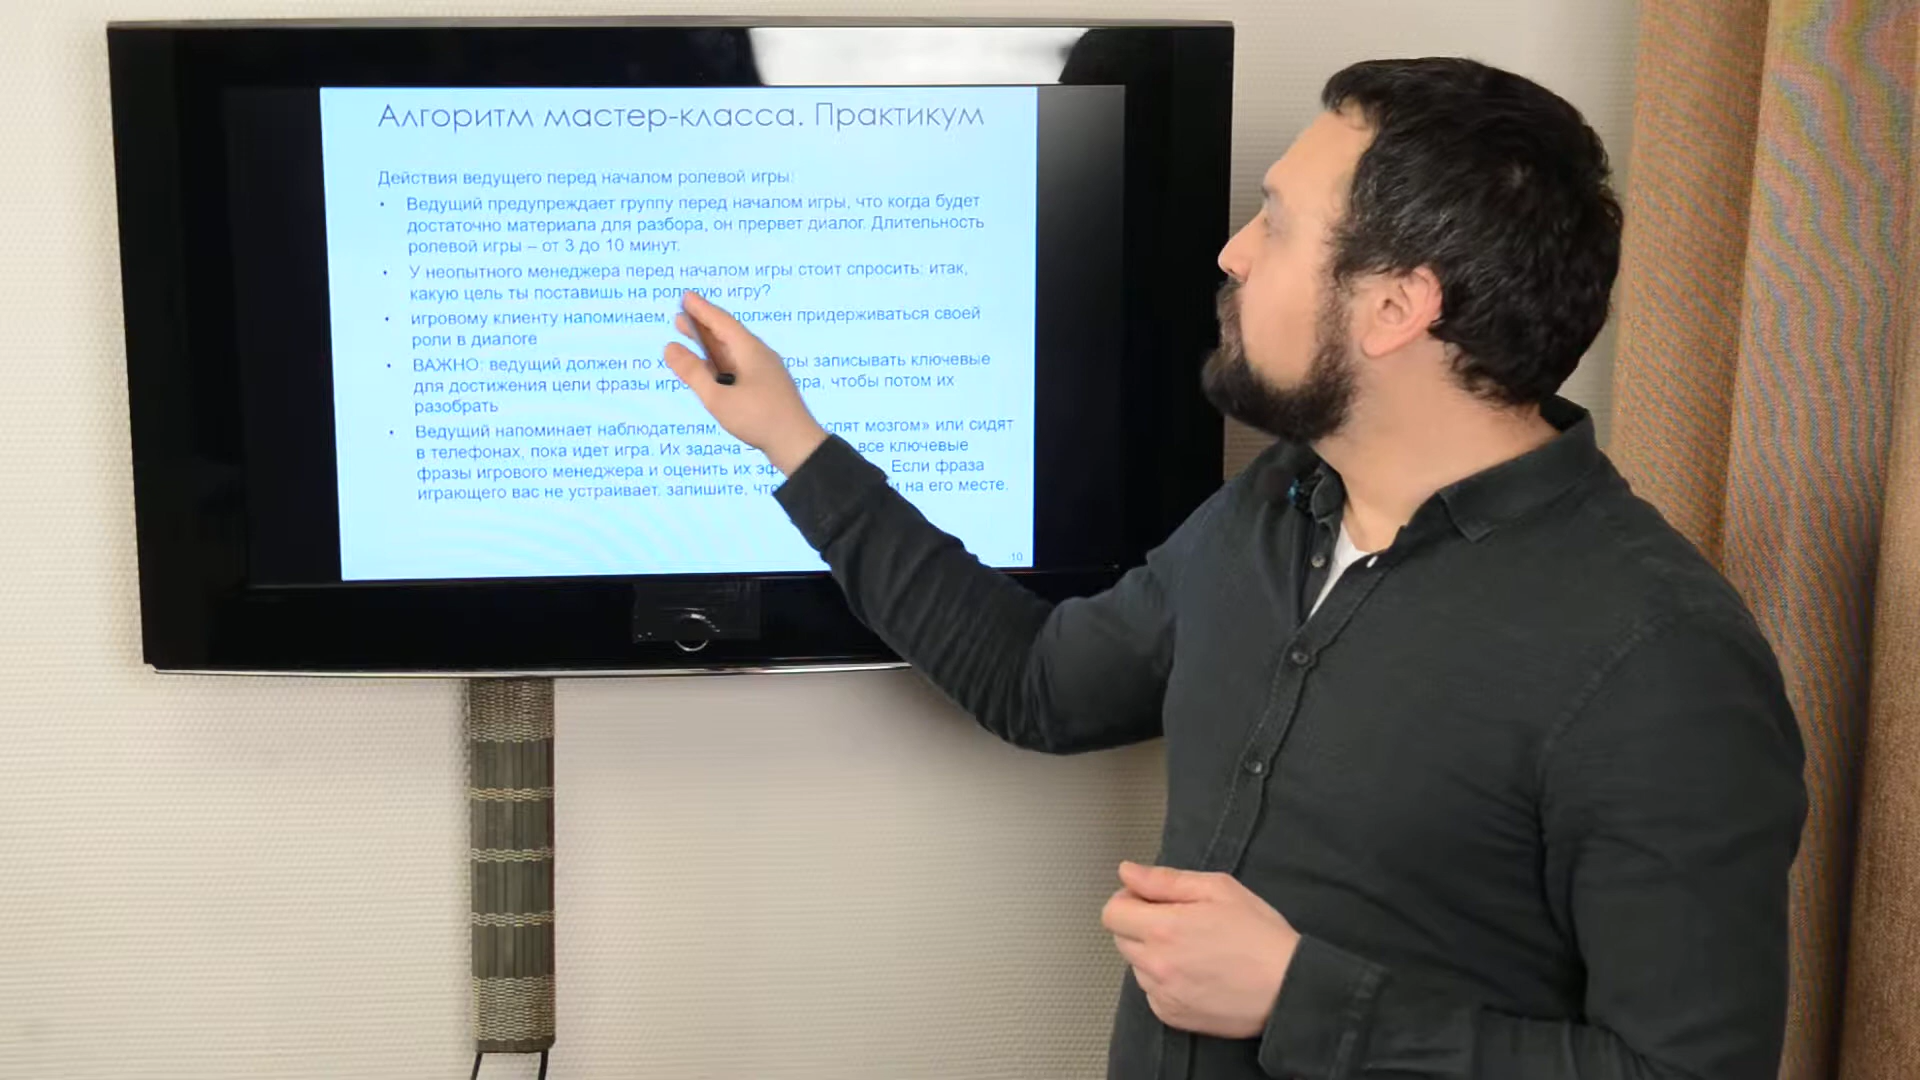 Алгоритм мастер-класса. Практикум
Действия ведущего перед началом ролевой игры:
• Ведущий предупреждает группу перед началом игры, что когда будет
достаточно материала для разбора, он прервет диалог. Длительность
ролевой игры – от 3 до 10 минут.
• У неопытного менеджера перед началом игры стоит спросить: итак,
какую цель ты поставишь на ролевую игру?
• игровому клиенту напоминаем, должен придерживаться своей
роли в диалоге
• ВАЖНО: ведущий должен по записывать ключевые
для достижения цели фразы чтобы потом их
разобрать
• Ведущий напоминает наблюдателям, мозгом» или сидят
в телефонах, пока идет игра. Их задача – все ключевые
фразы игрового менеджера и оценить их Если фраза
играющего вас не устраивает, запишите, на его месте.
10